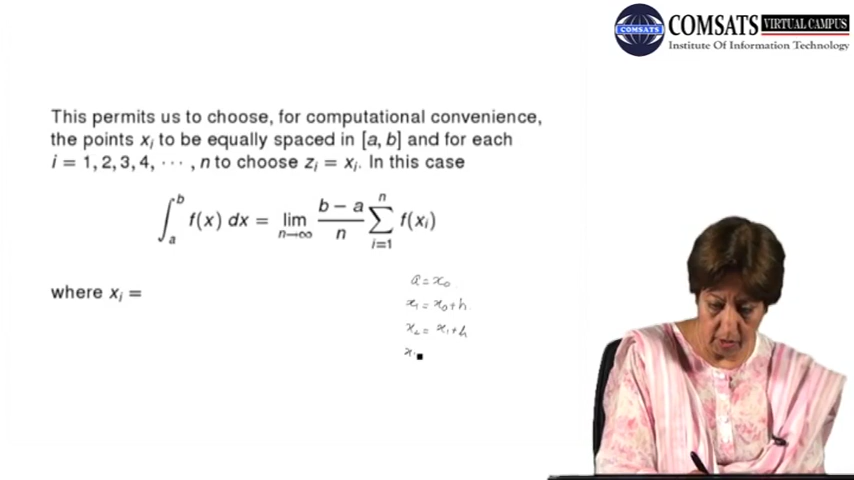 COMSATS
COMSATS VIRTUAL CAMPUS
Institute Of Information Technology
This permits us to choose, for computational convenience,
the points xᵢ to be equally spaced in [a, b] and for each
i = 1, 2, 3, 4, ⋯ , n to choose zᵢ = xᵢ. In this case
∫ₐᵇ f(x) dx = lim n→∞ (b − a)/n ∑ᵢ₌₁ⁿ f(xᵢ)
where xᵢ =
a = x₀
x₁ = x₀ + h
x₂ = x₁ + h